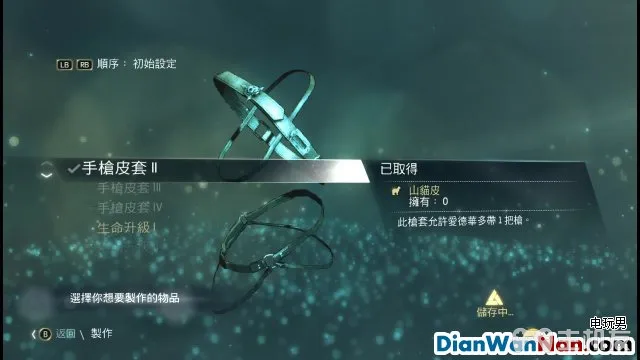 LB RB 順序： 初始設定
手槍皮套 II
手槍皮套 III
手槍皮套 IV
生命升級 I
已取得
山貓皮
擁有： 0
此槍套允許愛德華多帶 1 把槍。
選擇你想要製作的物品
儲存中...
B 返回 \ 製作
电玩男
DianWanNan.com